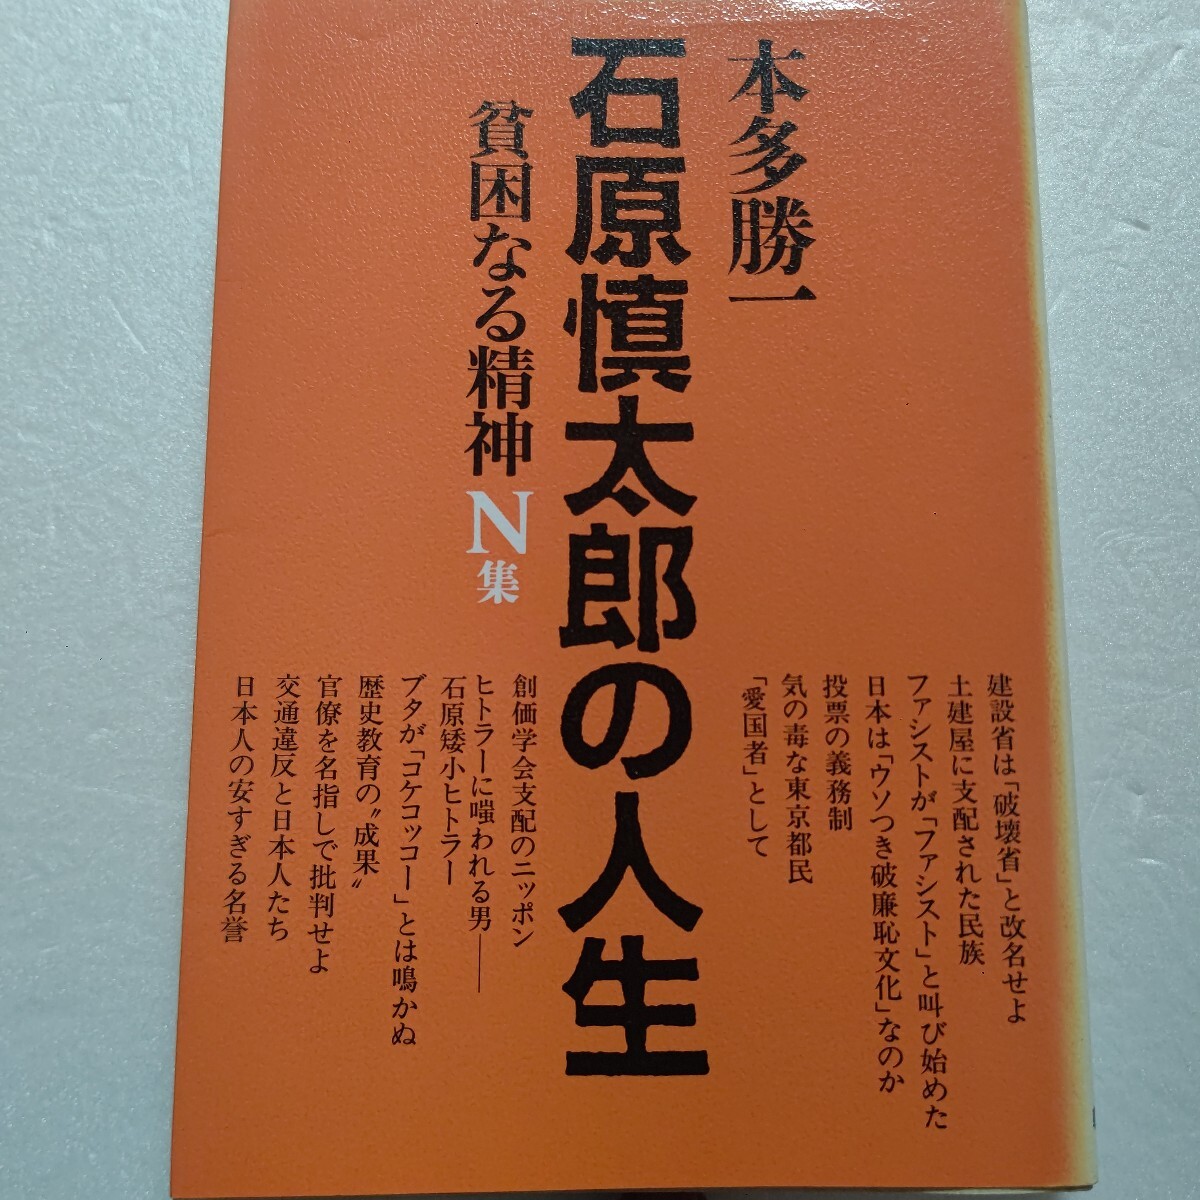 本多勝一
石原慎太郎の人生
貧困なる精神N集
建設省は「破壊省」と改名せよ
土建屋に支配された民族
ファシストが「ファシスト」と叫び始めた
日本は「ウソつき破廉恥文化」なのか
投票の義務制
気の毒な東京都民
「愛国者」として
創価学会支配のニッポン
ヒトラーに嗤われる男——
石原矮小ヒトラー
ブタが「コケコッコー」とは鳴かぬ
歴史教育の〝成果〟
官僚を名指しで批判せよ
交通違反と日本人たち
日本人の安すぎる名誉